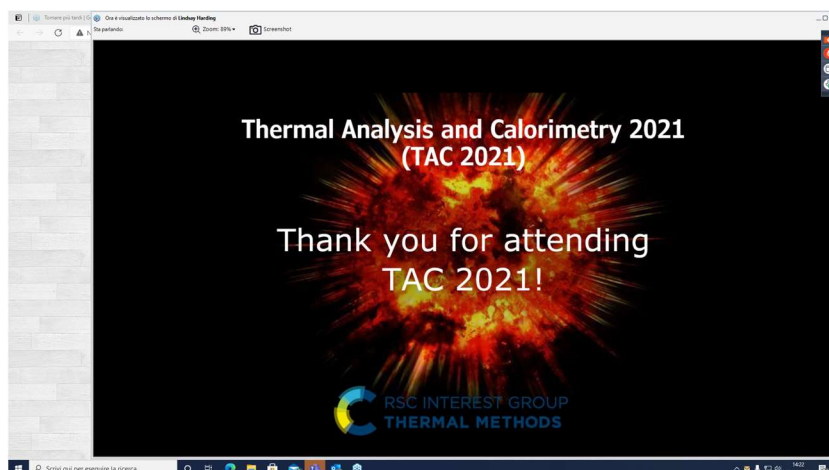 Tornare più tardi | G
Ora è visualizzato lo schermo di Lindsay Harding
Sta parlando:
Zoom: 89%
Screenshot
N
Thermal Analysis and Calorimetry 2021
(TAC 2021)
Thank you for attending
TAC 2021!
RSC INTEREST GROUP
THERMAL METHODS
Scrivi qui per eseguire la ricerca
14:22